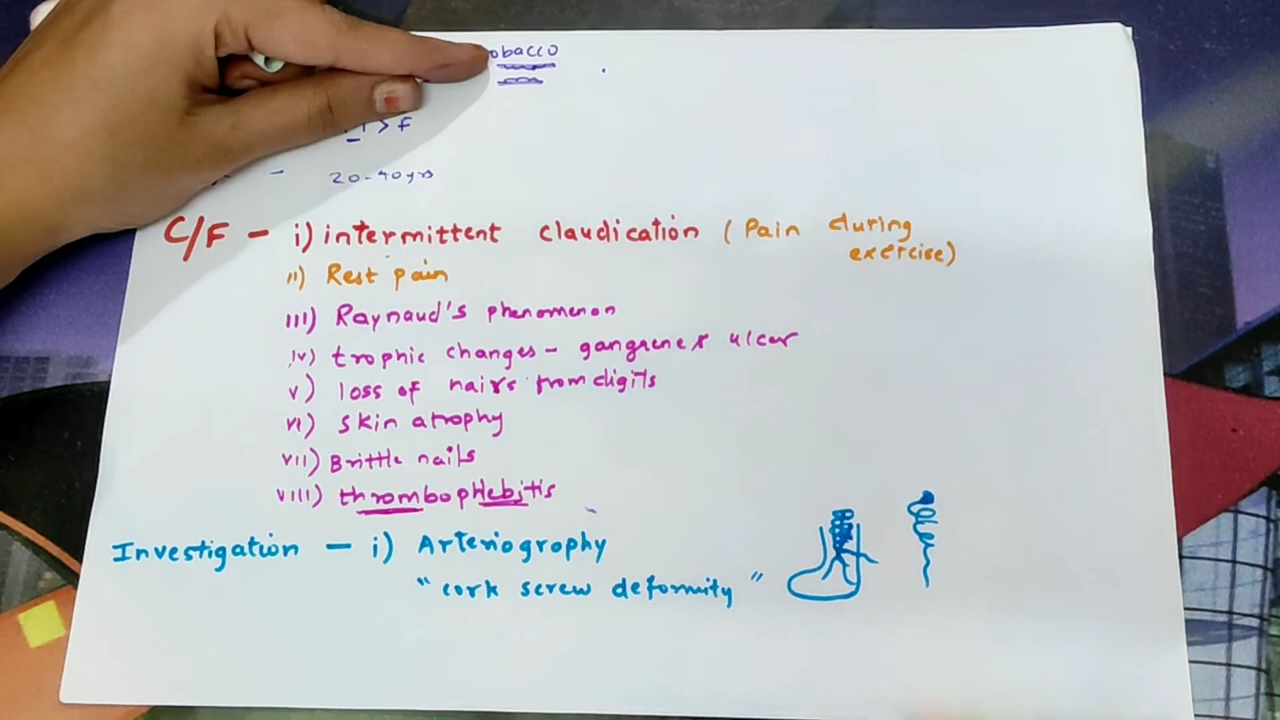 obacco
> f
- 20-40yrs
C/F - i) intermittent claudication (Pain during
exercise)
ii) Rest pain
iii) Raynaud's phenomenon
iv) trophic changes - gangrene & ulcer
v) loss of hairs from digits
vi) skin atrophy
vii) Brittle nails
viii) thrombophlebitis
Investigation - i) Arteriography
"cork screw deformity"